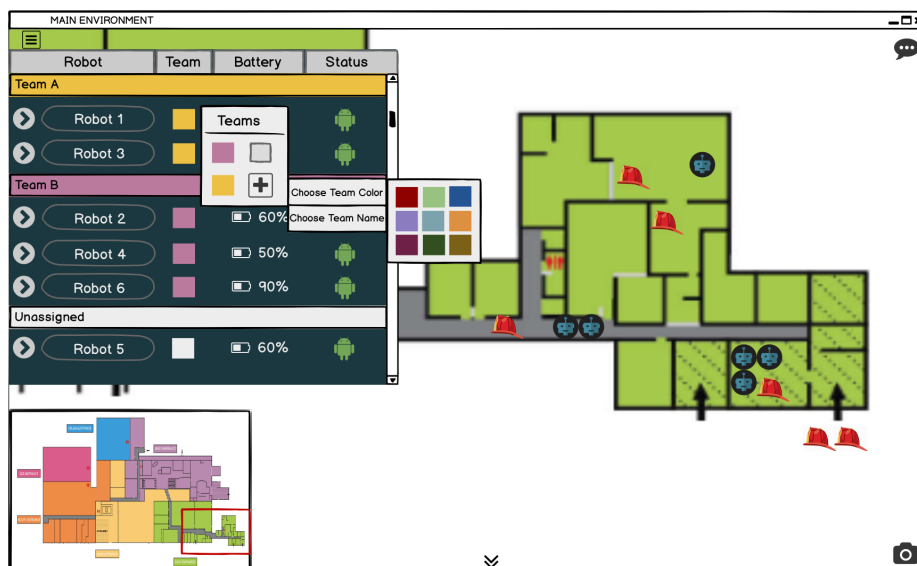 MAIN ENVIRONMENT
Robot Team Battery Status
Team A
Robot 1
Teams
Robot 3
Team B
Choose Team Color
Robot 2 60% Choose Team Name
Robot 4 50%
Robot 6 90%
Unassigned
Robot 5 60%